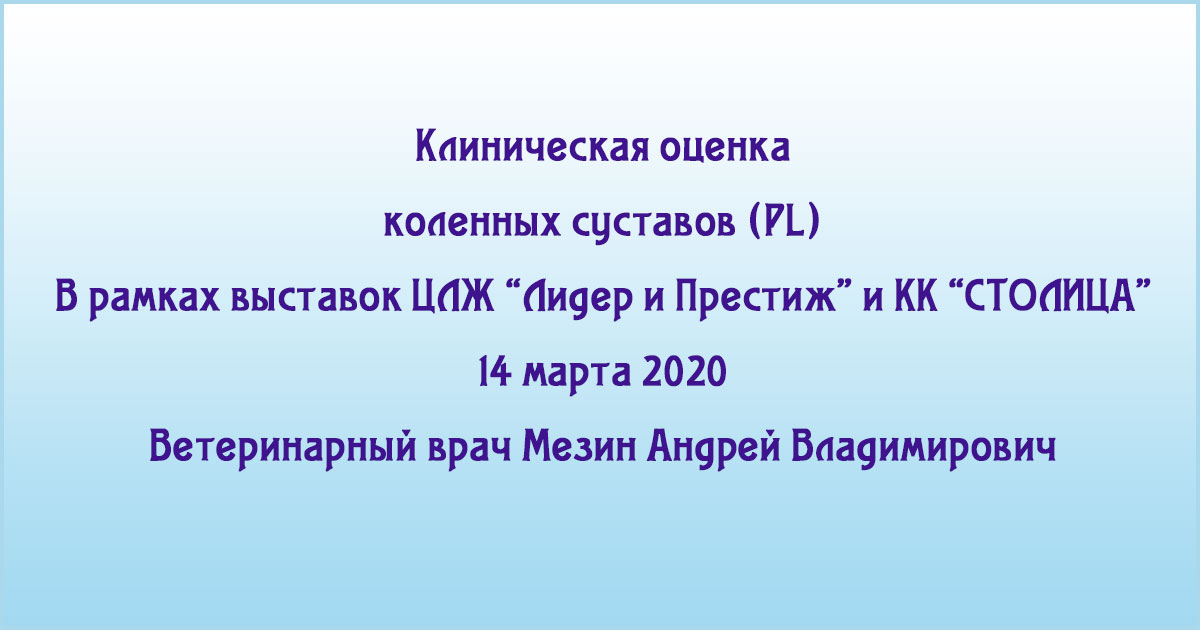 Клиническая оценка
коленных суставов (PL)
В рамках выставок ЦЛЖ “Лидер и Престиж” и КК “СТОЛИЦА”
14 марта 2020
Ветеринарный врач Мезин Андрей Владимирович